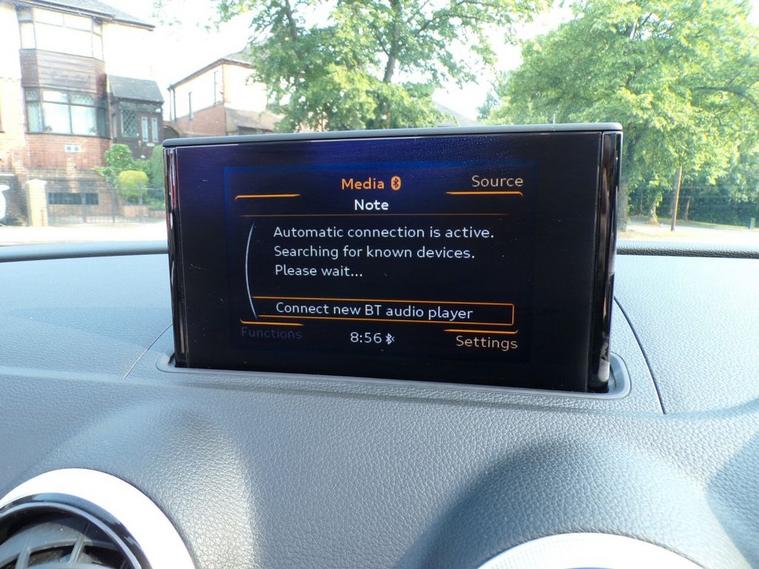 Media
Source
Note
Automatic connection is active.
Searching for known devices.
Please wait...
Connect new BT audio player
Functions
8:56
Settings